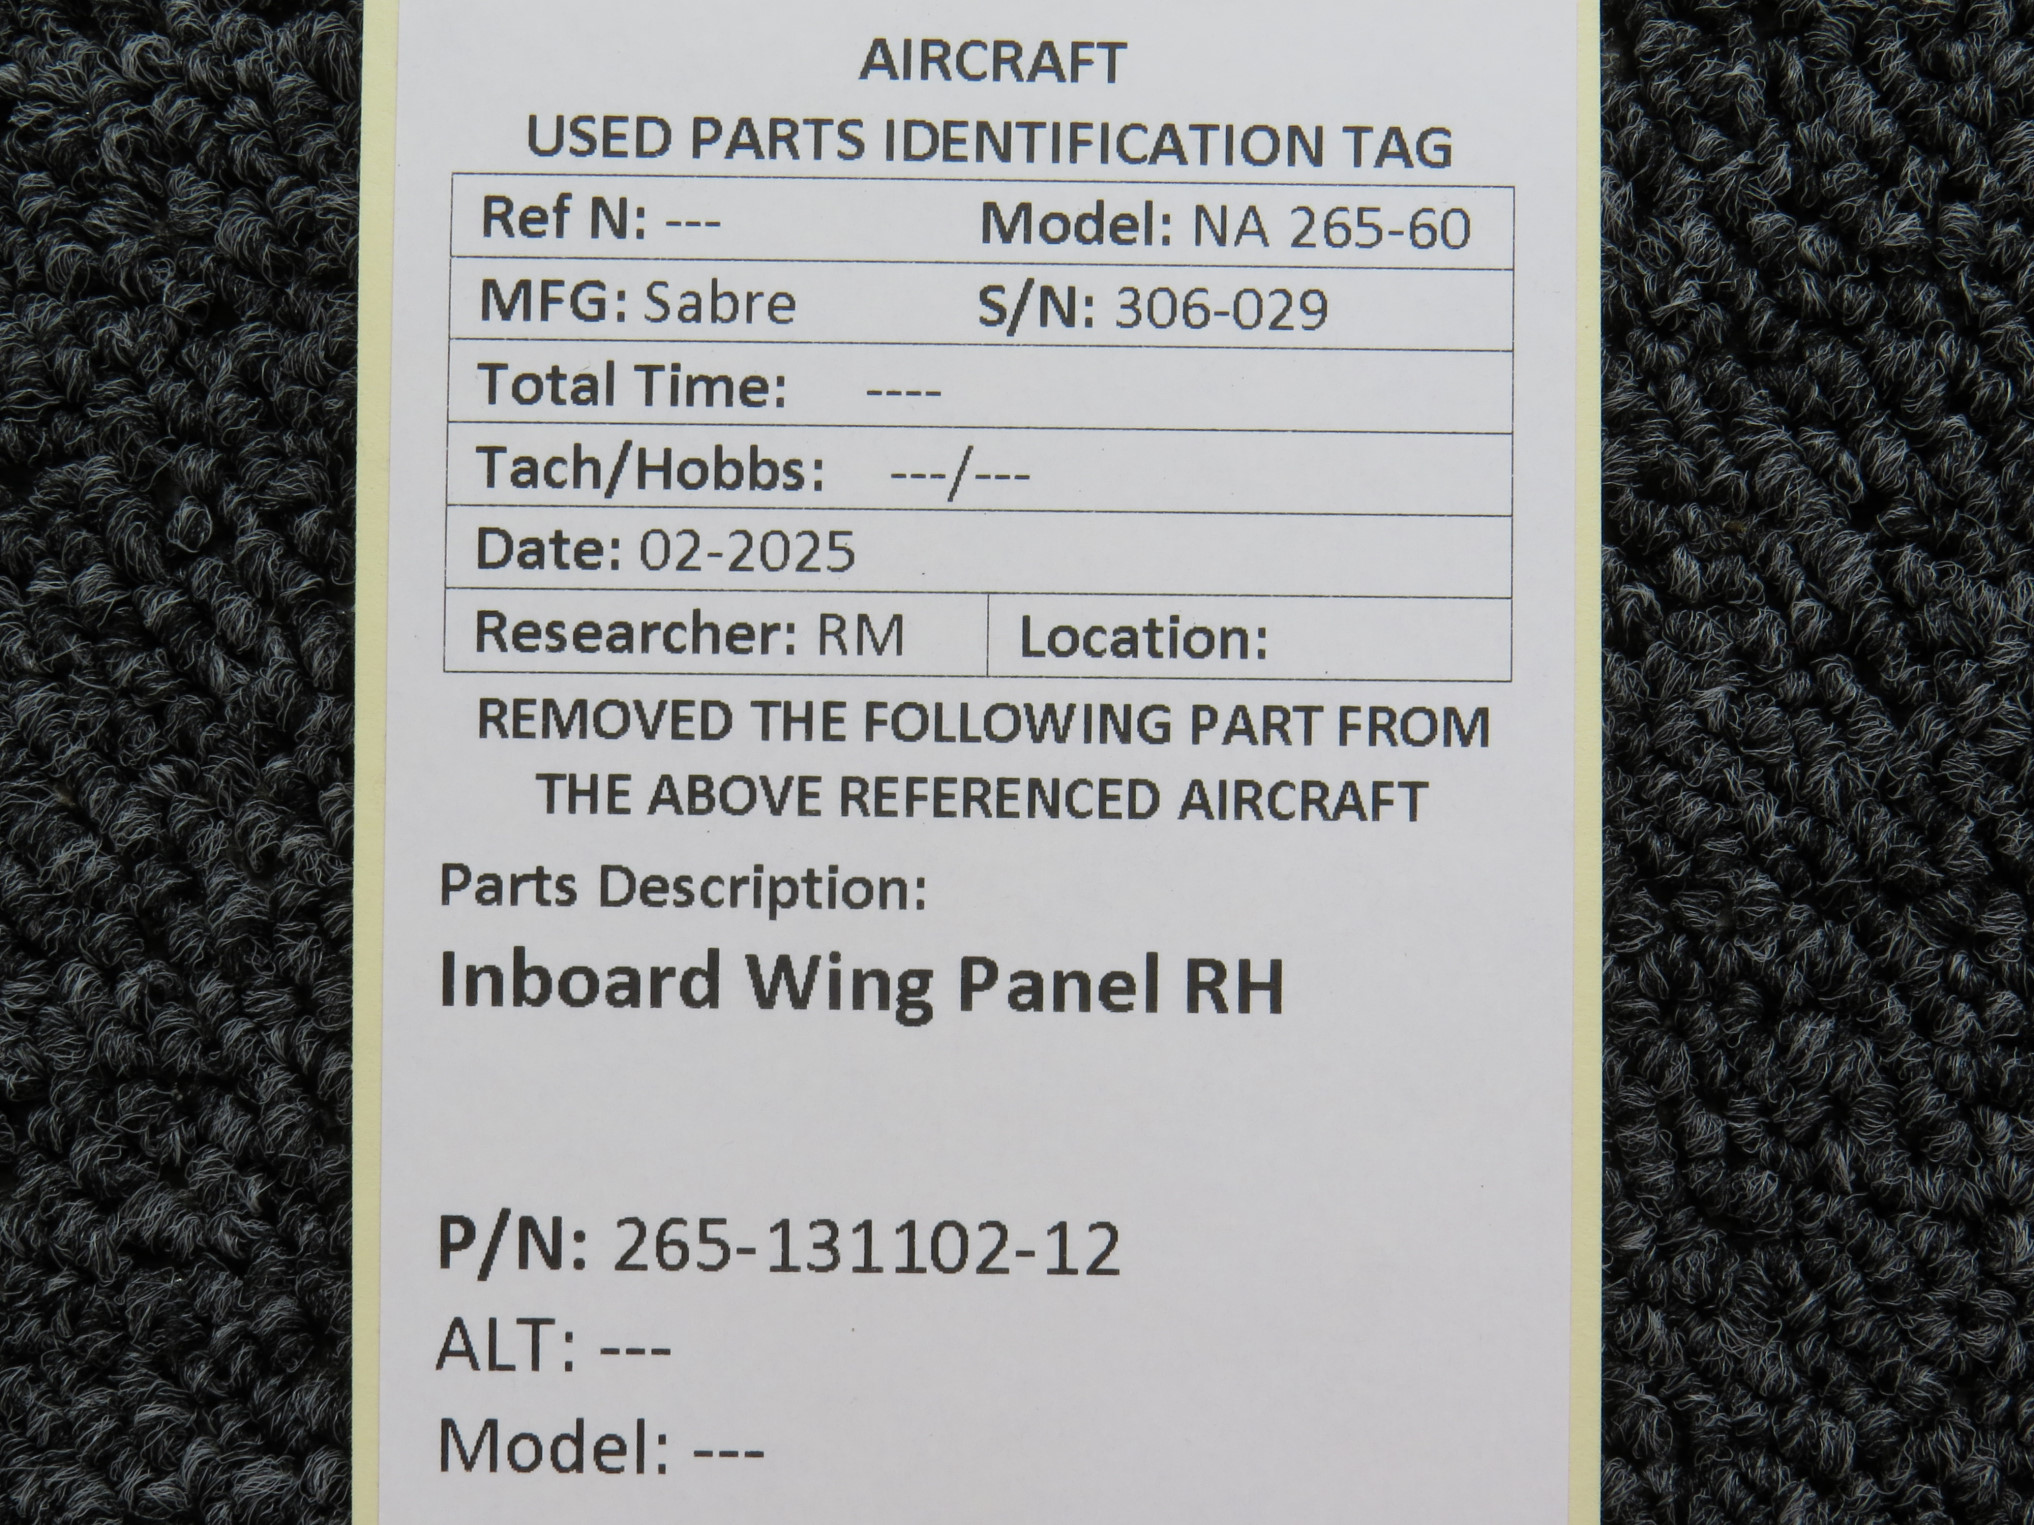 AIRCRAFT
USED PARTS IDENTIFICATION TAG
Ref N: --- Model: NA 265-60
MFG: Sabre S/N: 306-029
Total Time: ----
Tach/Hobbs: ---/---
Date: 02-2025
Researcher: RM Location:
REMOVED THE FOLLOWING PART FROM
THE ABOVE REFERENCED AIRCRAFT
Parts Description:
Inboard Wing Panel RH
P/N: 265-131102-12
ALT: ---
Model: ---